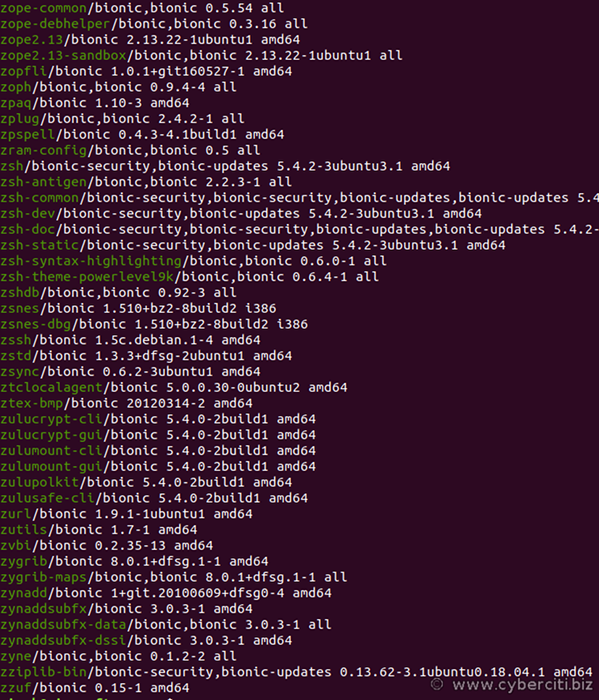 zope-common/bionic,bionic 0.5.54 all
zope-debhelper/bionic,bionic 0.3.16 all
zope2.13/bionic 2.13.22-1ubuntu1 amd64
zope2.13-sandbox/bionic,bionic 2.13.22-1ubuntu1 all
zopfli/bionic 1.0.1+git160527-1 amd64
zoph/bionic,bionic 0.9.4-4 all
zpaq/bionic 1.10-3 amd64
zplug/bionic,bionic 2.4.2-1 all
zpspell/bionic 0.4.3-4.1build1 amd64
zram-config/bionic,bionic 0.5 all
zsh/bionic-security,bionic-updates 5.4.2-3ubuntu3.1 amd64
zsh-antigen/bionic,bionic 2.2.3-1 all
zsh-common/bionic-security,bionic-security,bionic-updates,bionic-updates 5.4
zsh-dev/bionic-security,bionic-updates 5.4.2-3ubuntu3.1 amd64
zsh-doc/bionic-security,bionic-security,bionic-updates,bionic-updates 5.4.2-
zsh-static/bionic-security,bionic-updates 5.4.2-3ubuntu3.1 amd64
zsh-syntax-highlighting/bionic,bionic 0.6.0-1 all
zsh-theme-powerlevel9k/bionic,bionic 0.6.4-1 all
zshdb/bionic,bionic 0.92-3 all
zsnes/bionic 1.510+bz2-8build2 i386
zsnes-dbg/bionic 1.510+bz2-8build2 i386
zssh/bionic 1.5c.debian.1-4 amd64
zstd/bionic 1.3.3+dfsg-2ubuntu1 amd64
zsync/bionic 0.6.2-3ubuntu1 amd64
ztclocalagent/bionic 5.0.0.30-0ubuntu2 amd64
ztex-bmp/bionic 20120314-2 amd64
zulucrypt-cli/bionic 5.4.0-2build1 amd64
zulucrypt-gui/bionic 5.4.0-2build1 amd64
zulumount-cli/bionic 5.4.0-2build1 amd64
zulumount-gui/bionic 5.4.0-2build1 amd64
zulupolkit/bionic 5.4.0-2build1 amd64
zulusafe-cli/bionic 5.4.0-2build1 amd64
zurl/bionic 1.9.1-1ubuntu1 amd64
zutils/bionic 1.7-1 amd64
zvbi/bionic 0.2.35-13 amd64
zygrib/bionic 8.0.1+dfsg.1-1 amd64
zygrib-maps/bionic,bionic 8.0.1+dfsg.1-1 all
zynadd/bionic 1+git.20100609+dfsg0-4 amd64
zynaddsubfx/bionic 3.0.3-1 amd64
zynaddsubfx-data/bionic,bionic 3.0.3-1 all
zynaddsubfx-dssi/bionic 3.0.3-1 amd64
zyne/bionic,bionic 0.1.2-2 all
zziplib-bin/bionic-security,bionic-updates 0.13.62-3.1ubuntu0.18.04.1 amd64
zzuf/bionic 0.15-1 amd64
© www.cyberciti.biz